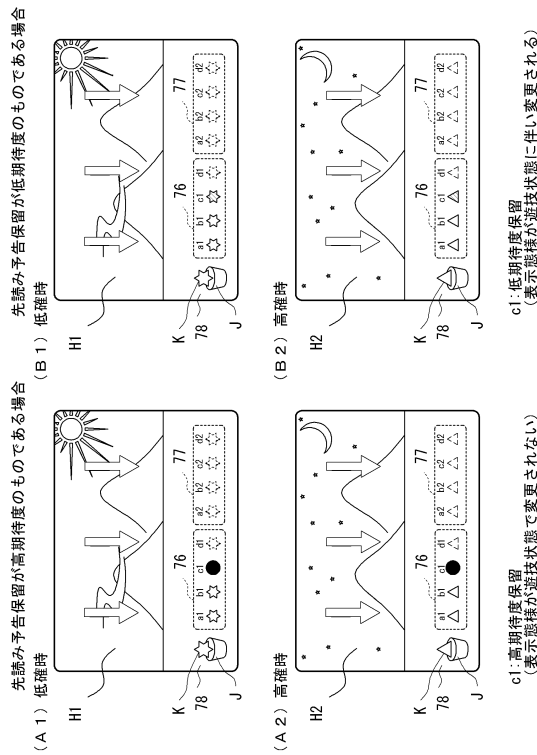 先読み予告保留が高期待度のものである場合
(A1) 低確時
H1
76
77
a1 b1 c1 d1
a2 b2 c2 d2
K
78
J
(A2) 高確時
H2
76
77
a1 b1 c1 d1
a2 b2 c2 d2
K
78
J
c1:高期待度保留
(表示態様が遊技状態で変更されない)
先読み予告保留が低期待度のものである場合
(B1) 低確時
H1
76
77
a1 b1 c1 d1
a2 b2 c2 d2
K
78
J
(B2) 高確時
H2
76
77
a1 b1 c1 d1
a2 b2 c2 d2
K
78
J
c1:低期待度保留
(表示態様が遊技状態に伴い変更される)